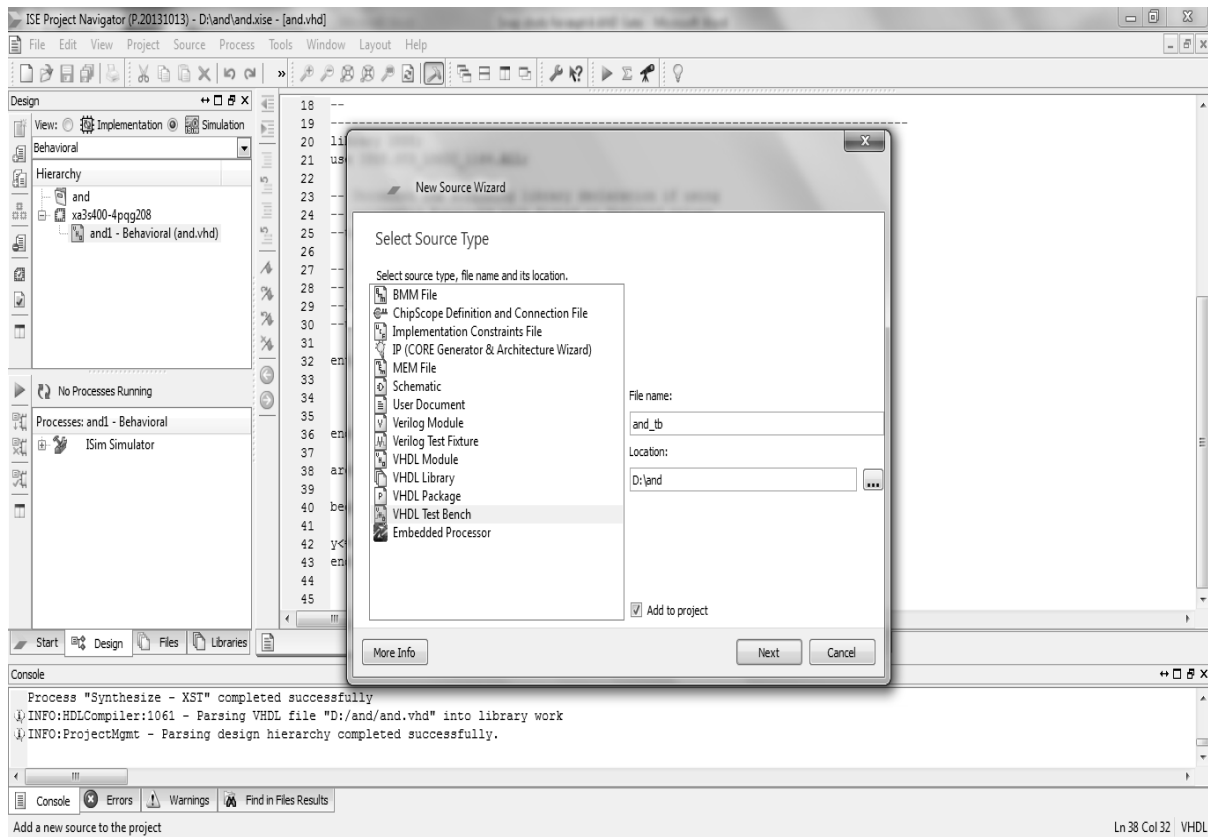 ISE Project Navigator (P.20131013) - D:\and\and.xise - [and.vhd]
File Edit View Project Source Process Tools Window Layout Help
Design
View: Implementation Simulation
Behavioral
Hierarchy
and
xa3s400-4pqg208
and1 - Behavioral (and.vhd)
No Processes Running
Processes: and1 - Behavioral
ISim Simulator
Start Design Files Libraries
18 --
19 --
20
21
22
23 --
24 --
25 --
26
27 --
28 --
29 --
30 --
31
32
33
34
35
36
37
38
39
40
41
42 y<
43
44
45
New Source Wizard
Select Source Type
Select source type, file name and its location.
BMM File
ChipScope Definition and Connection File
Implementation Constraints File
IP (CORE Generator & Architecture Wizard)
MEM File
Schematic
User Document
Verilog Module
Verilog Test Fixture
VHDL Module
VHDL Library
VHDL Package
VHDL Test Bench
Embedded Processor
File name:
and_tb
Location:
D:\and
...
Add to project
More Info Next Cancel
Console
Process "Synthesize - XST" completed successfully
INFO:HDLCompiler:1061 - Parsing VHDL file "D:/and/and.vhd" into library work
INFO:ProjectMgmt - Parsing design hierarchy completed successfully.
Console Errors Warnings Find in Files Results
Add a new source to the project
Ln 38 Col 32 VHDL